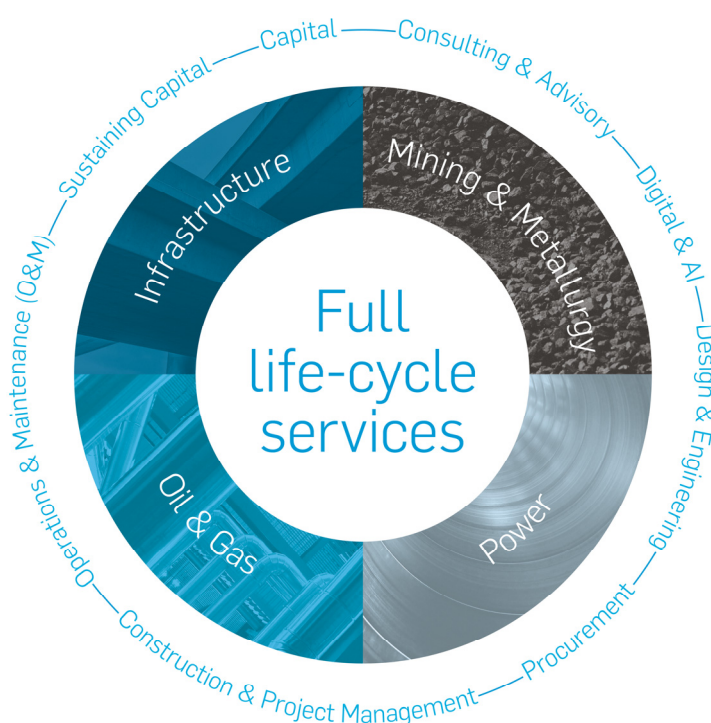 Full
life-cycle
services
Infrastructure
Mining & Metallurgy
Power
Oil & Gas
Capital
Consulting & Advisory
Digital & AI
Design & Engineering
Procurement
Construction & Project Management
Operations & Maintenance (O&M)
Sustaining Capital